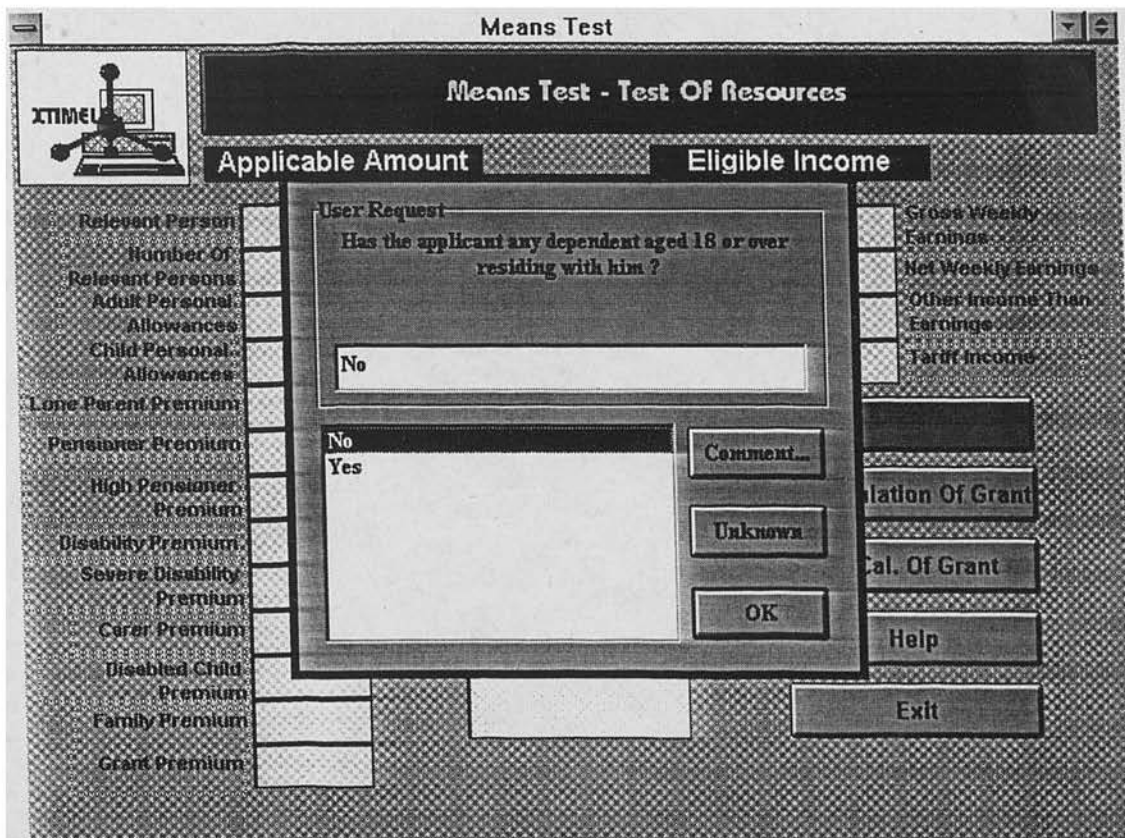 Means Test
XTIMEL
Means Test - Test Of Resources
Applicable Amount
Eligible Income
Relevant Person
Number Of
Relevant Persons
Adult Personal
Allowances
Child Personal
Allowances
Lone Parent Premium
Pensioner Premium
High Pensioner
Premium
Disability Premium
Severe Disability
Premium
Carer Premium
Disabled Child
Premium
Family Premium
Grant Premium
User Request
Has the applicant any dependent aged 18 or over
residing with him ?
No
No
Yes
Comment...
Unknown
OK
Gross Weekly
Earnings
Net Weekly Earnings
Other Income Than
Earnings
Tariff Income
lation Of Grant
Cal. Of Grant
Help
Exit